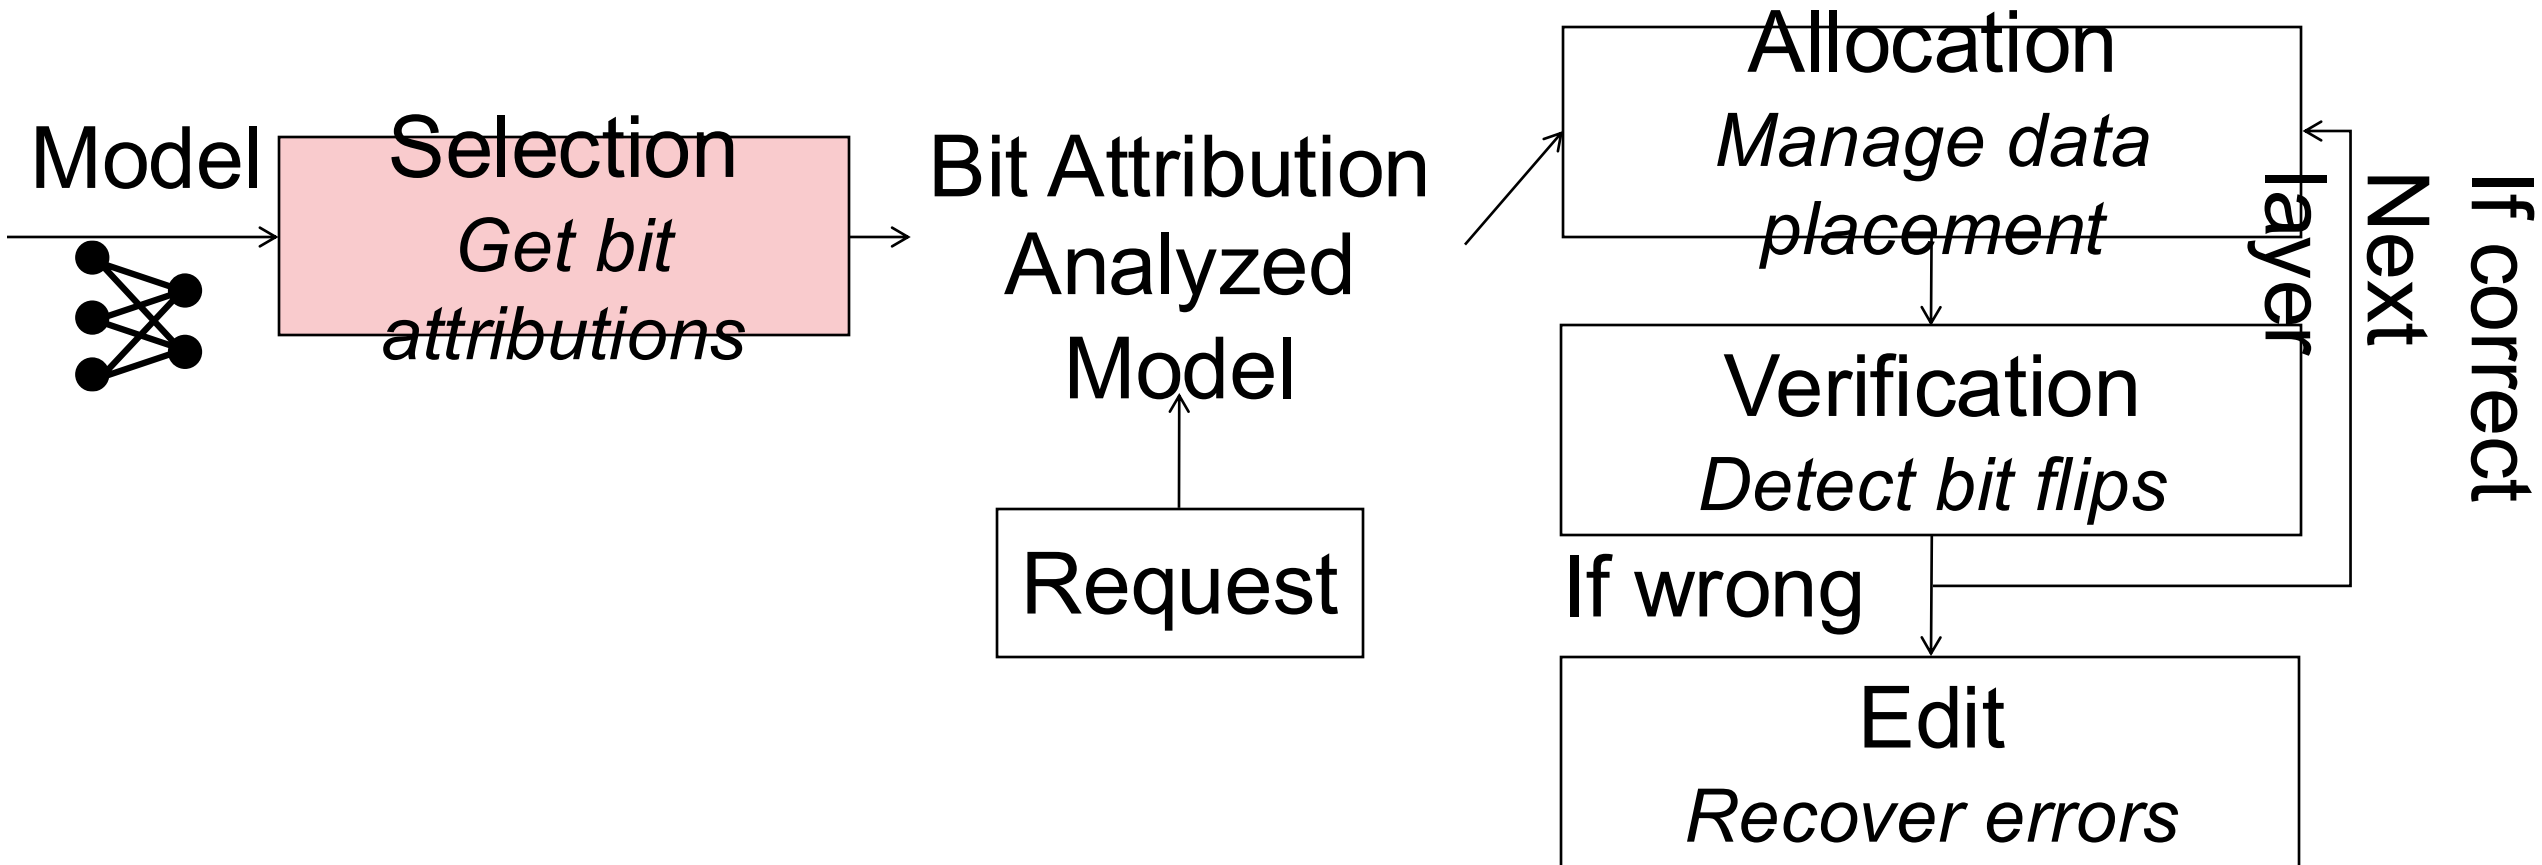 Model
Selection
Get bit
attributions
Bit Attribution
Analyzed
Model
Request
Allocation
Manage data
placement
Verification
Detect bit flips
If wrong
Edit
Recover errors
If correct
Next
layer